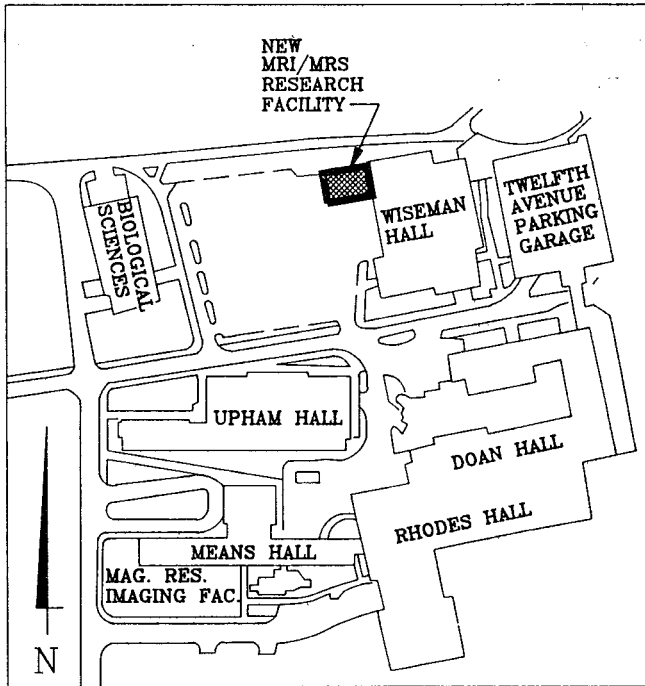 NEW
MRI/MRS
RESEARCH
FACILITY
BIOLOGICAL
SCIENCES
WISEMAN
HALL
TWELFTH
AVENUE
PARKING
GARAGE
UPHAM HALL
DOAN HALL
RHODES HALL
MEANS HALL
MAG. RES.
IMAGING FAC.
N